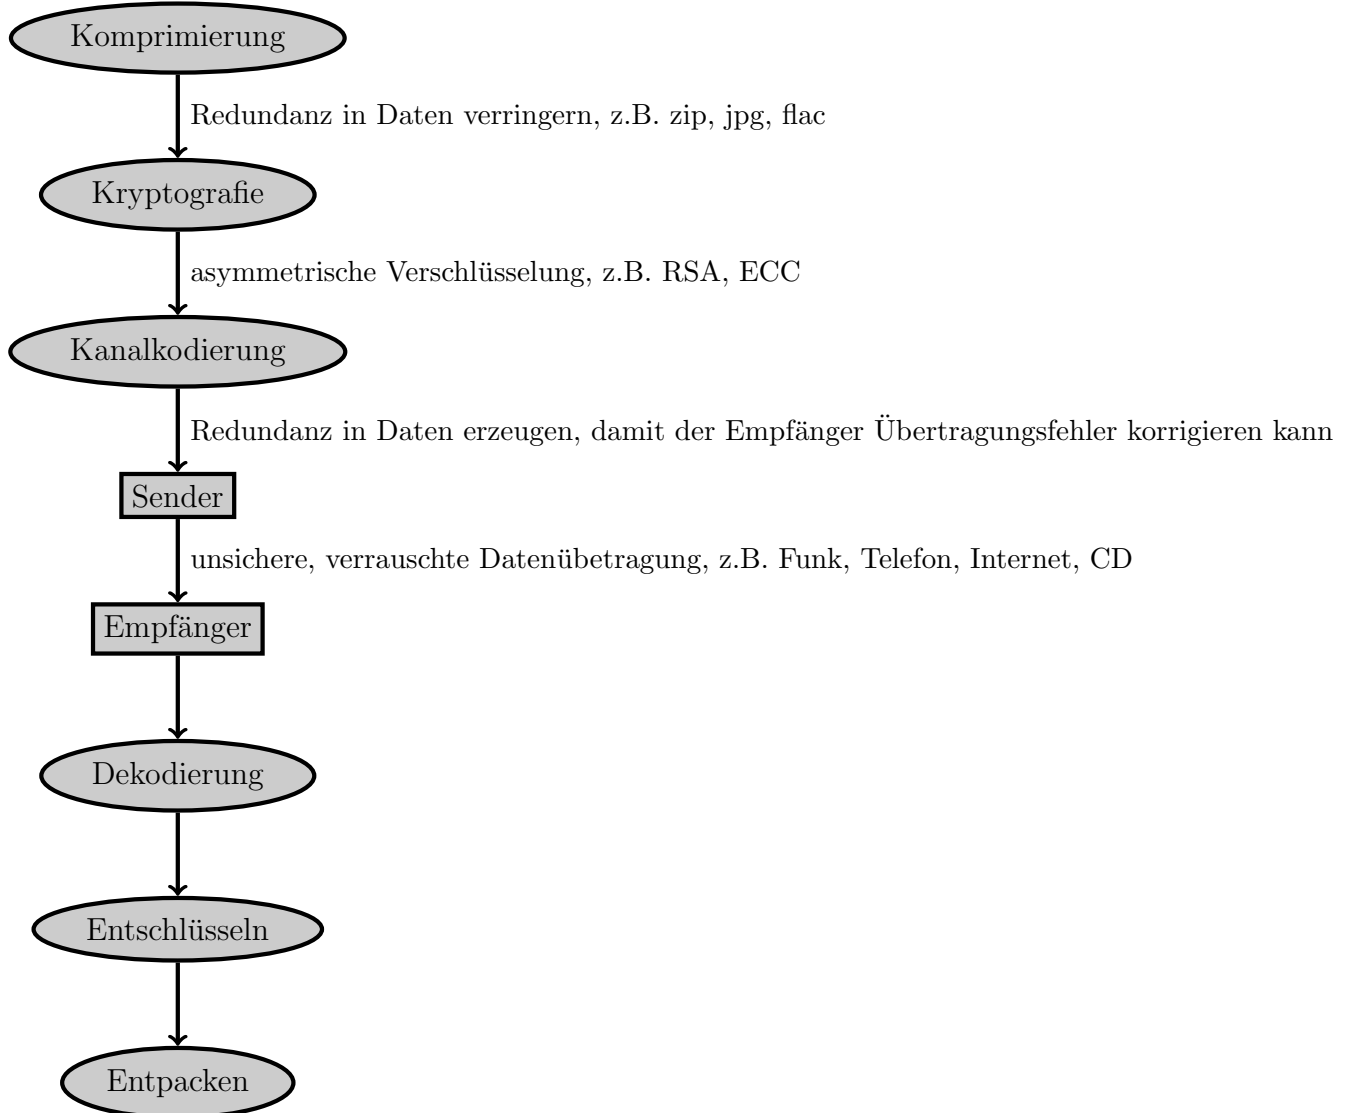 Komprimierung
Redundanz in Daten verringern, z.B. zip, jpg, flac
Kryptografie
asymmetrische Verschlüsselung, z.B. RSA, ECC
Kanalkodierung
Redundanz in Daten erzeugen, damit der Empfänger Übertragungsfehler korrigieren kann
Sender
unsichere, verrauschte Datenübetragung, z.B. Funk, Telefon, Internet, CD
Empfänger
Dekodierung
Entschlüsseln
Entpacken